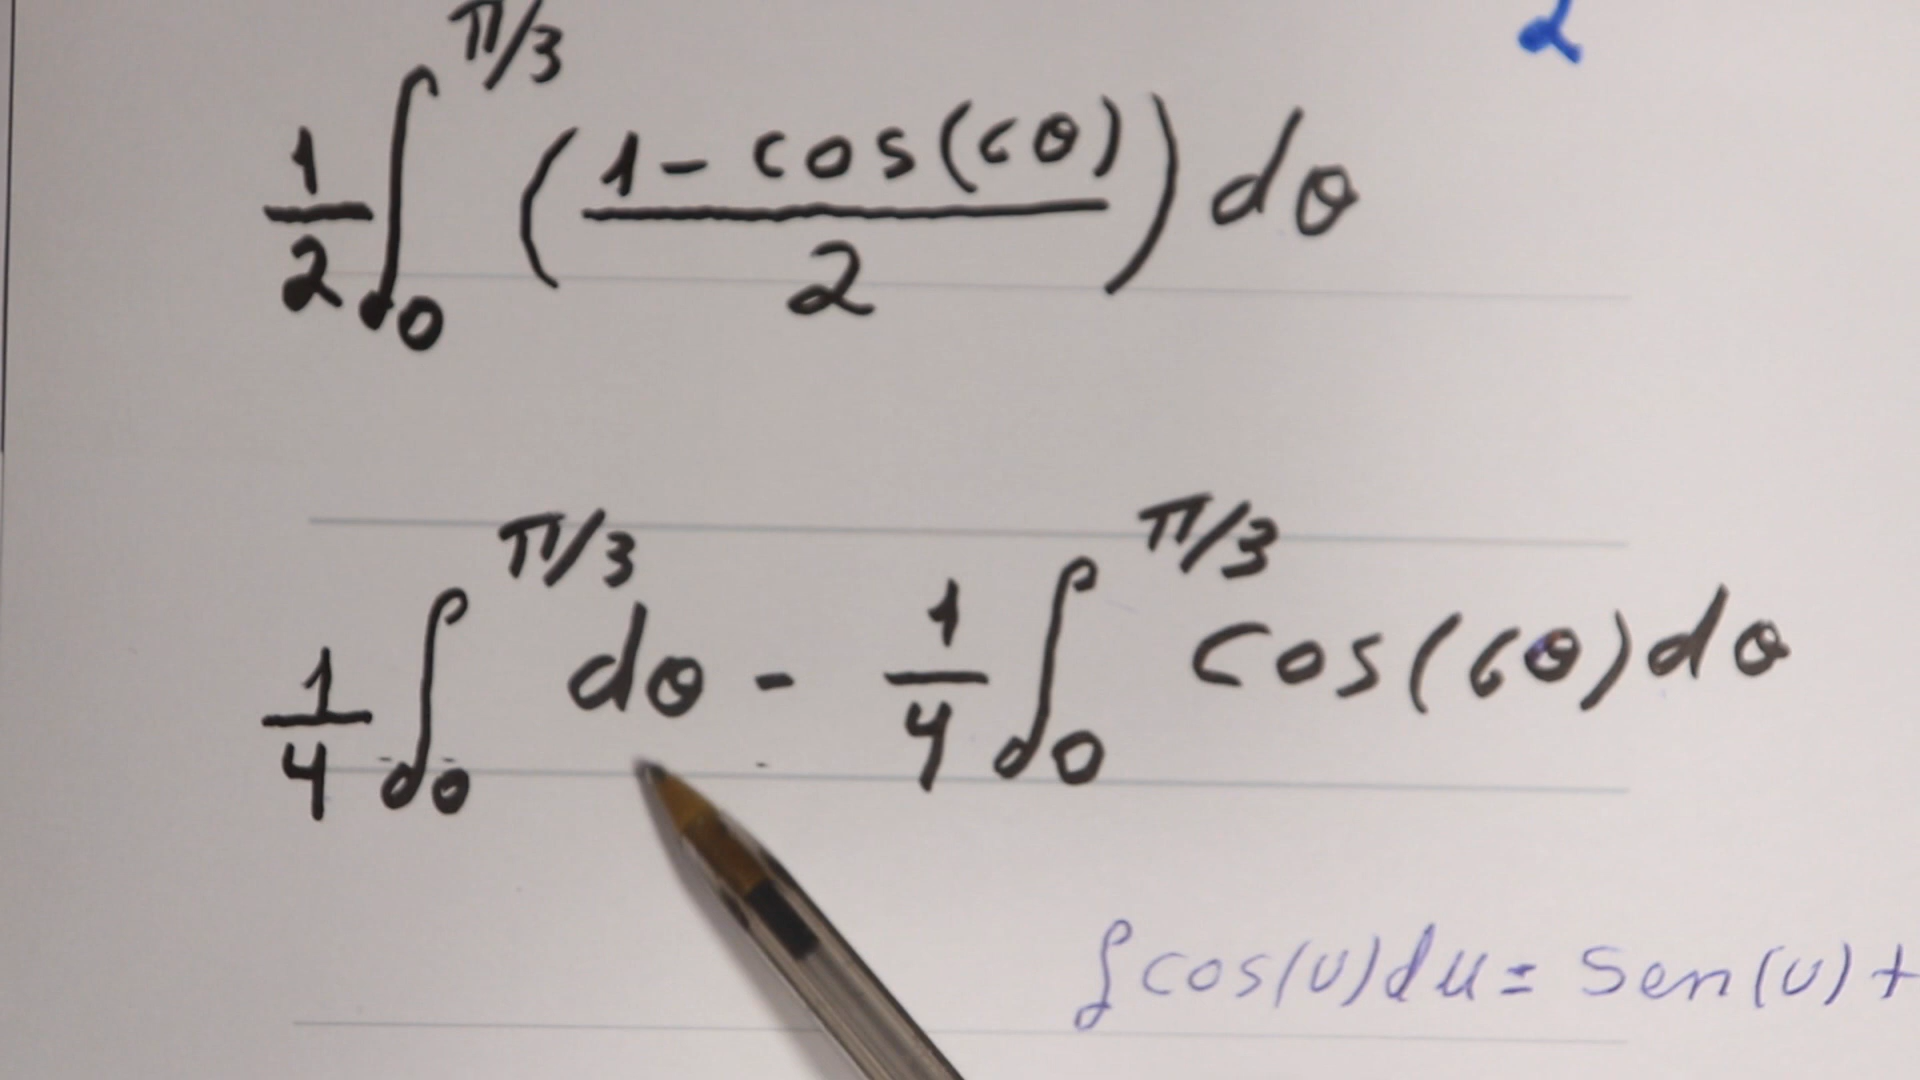 2
1/2 ∫₀^π/3 (1 - cos(6θ) / 2) dθ
1/4 ∫₀^π/3 dθ - 1/4 ∫₀^π/3 cos(6θ) dθ
∫cos(u)du = Sen(u) +